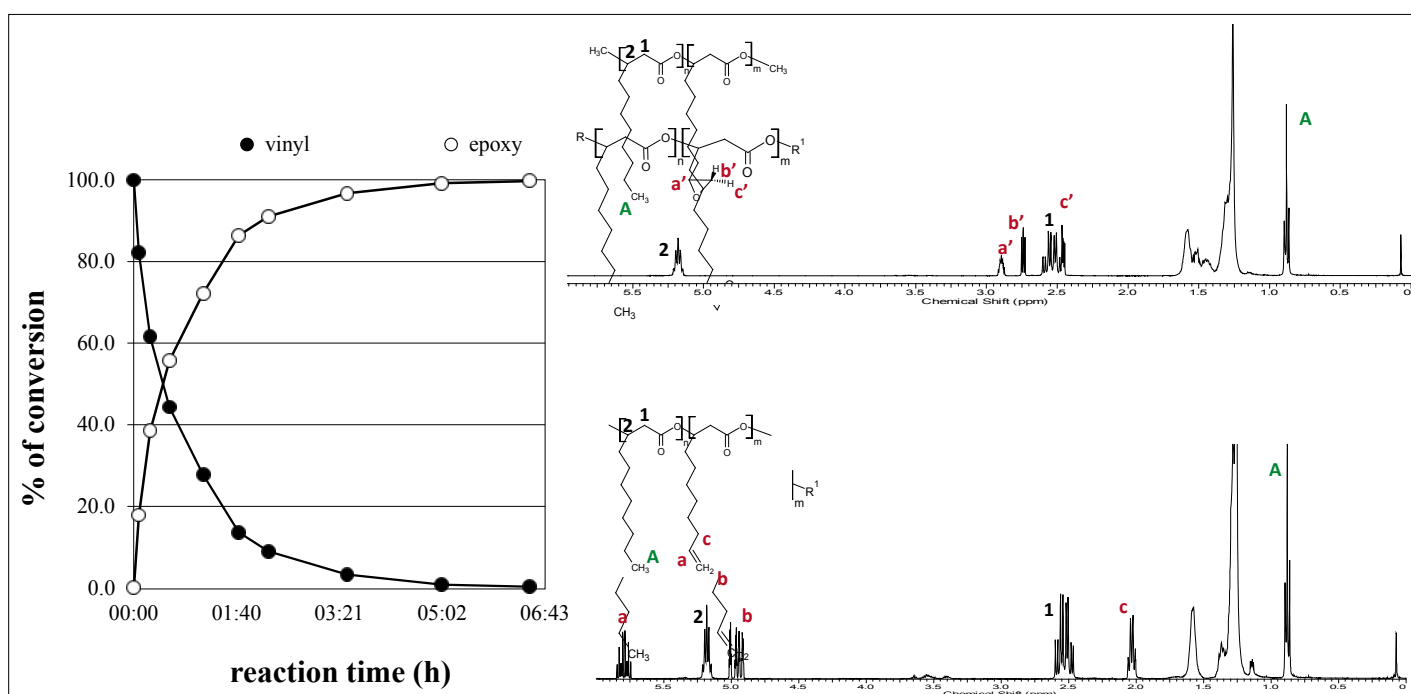 vinyl
epoxy
% of conversion
100.0
80.0
60.0
40.0
20.0
0.0
00:00 01:40 03:21 05:02 06:43
reaction time (h)
H₃C
2 1
O
n
O
m
CH₃
O
O
R
O
n
O
m
R¹
O
O
CH₃
A
a' H b'
H
c'
O
2
a'
b'
1
c'
A
5.5 5.0 4.5 4.0 3.5 3.0 2.5 2.0 1.5 1.0 0.5 0
Chemical Shift (ppm)
CH₃
2 1
O
n
O
m
O
O
m
R¹
A
CH₃
c
a
CH₂
b
a
CH₃
2
b
1
c
A
5.5 5.0 4.5 4.0 3.5 3.0 2.5 2.0 1.5 1.0 0.5 0
Chemical Shift (ppm)